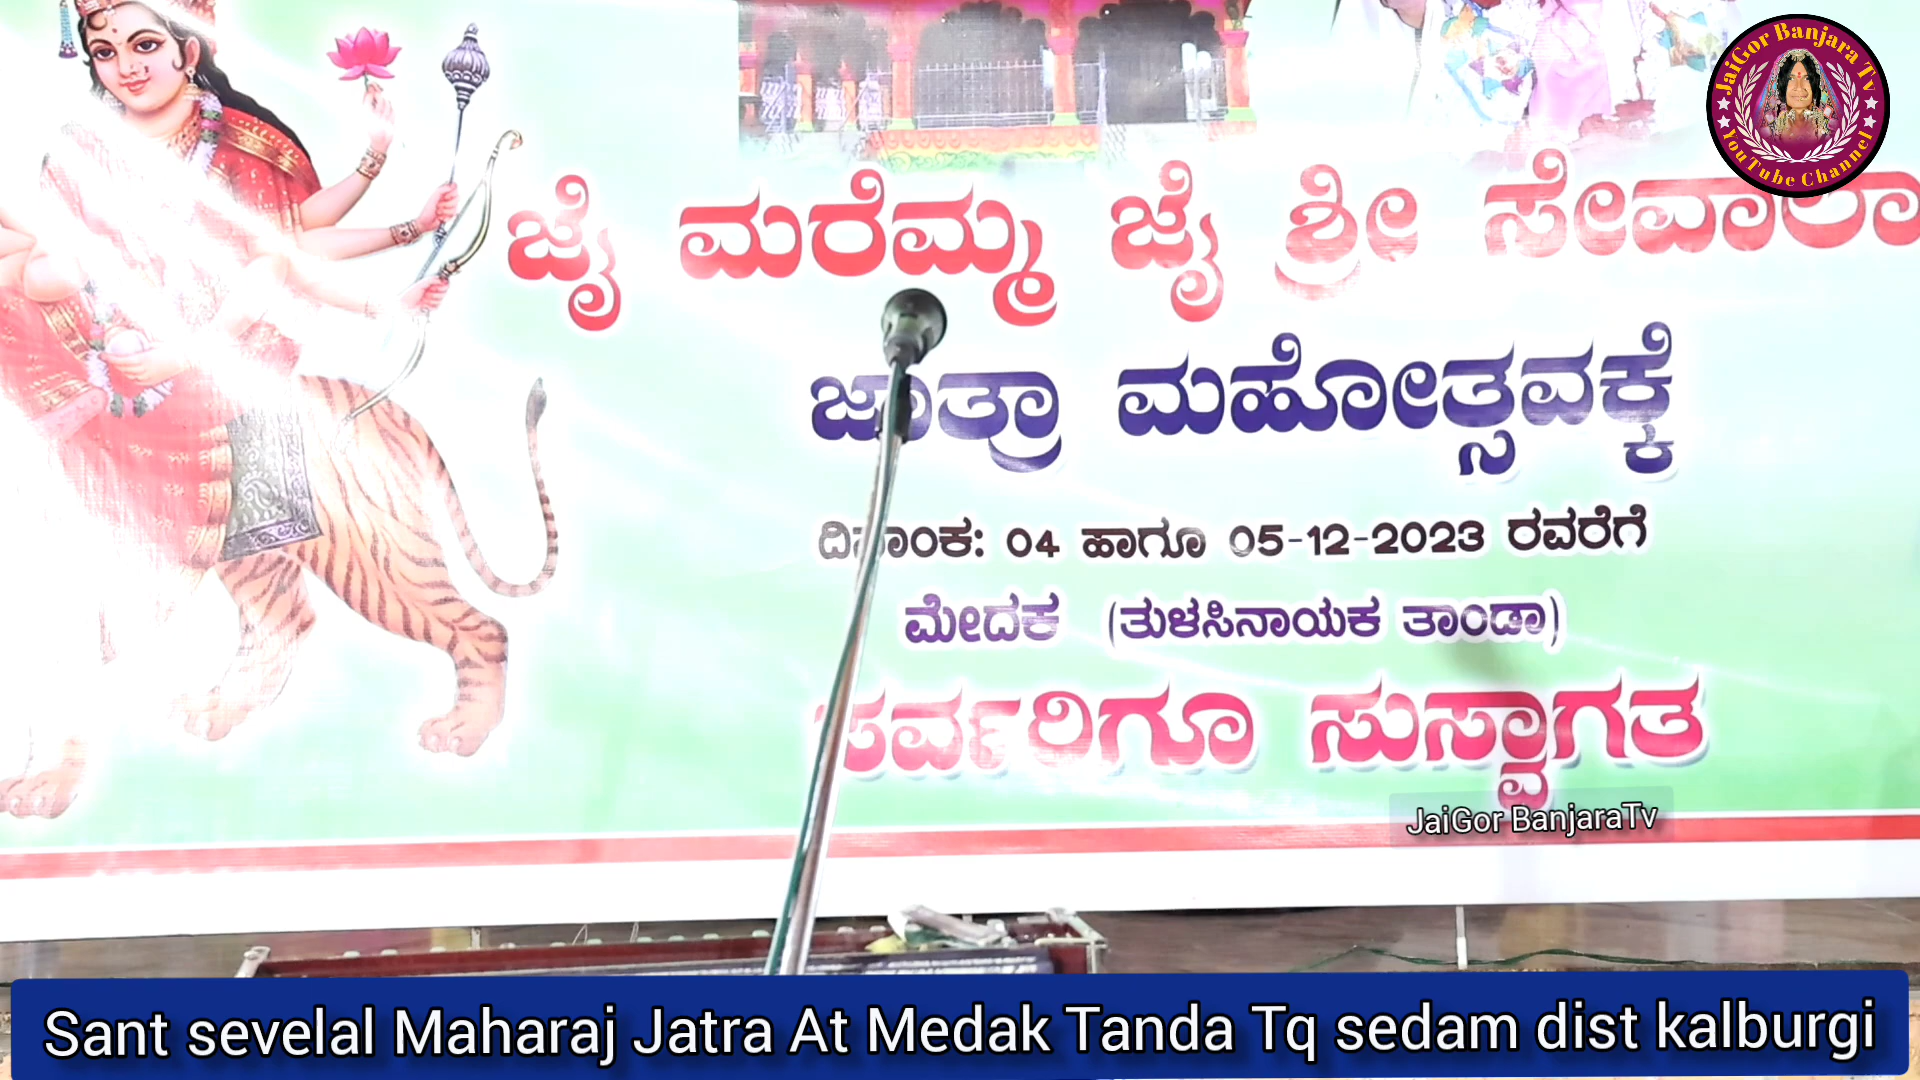 JaiGor Banjara Tv
YouTube Channel
ಜೈ ಮರೆಮ್ಮ ಜೈ ಶ್ರೀ ಸೇವಾಲಾ
ಜಾತ್ರಾ ಮಹೋತ್ಸವಕ್ಕೆ
ದಿನಾಂಕ: 04 ಹಾಗೂ 05-12-2023 ರವರೆಗೆ
ಮೇದಕ (ತುಳಸಿನಾಯಕ ತಾಂಡಾ)
ಸರ್ವರಿಗೂ ಸುಸ್ವಾಗತ
JaiGor BanjaraTv
Sant sevelal Maharaj Jatra At Medak Tanda Tq sedam dist kalburgi